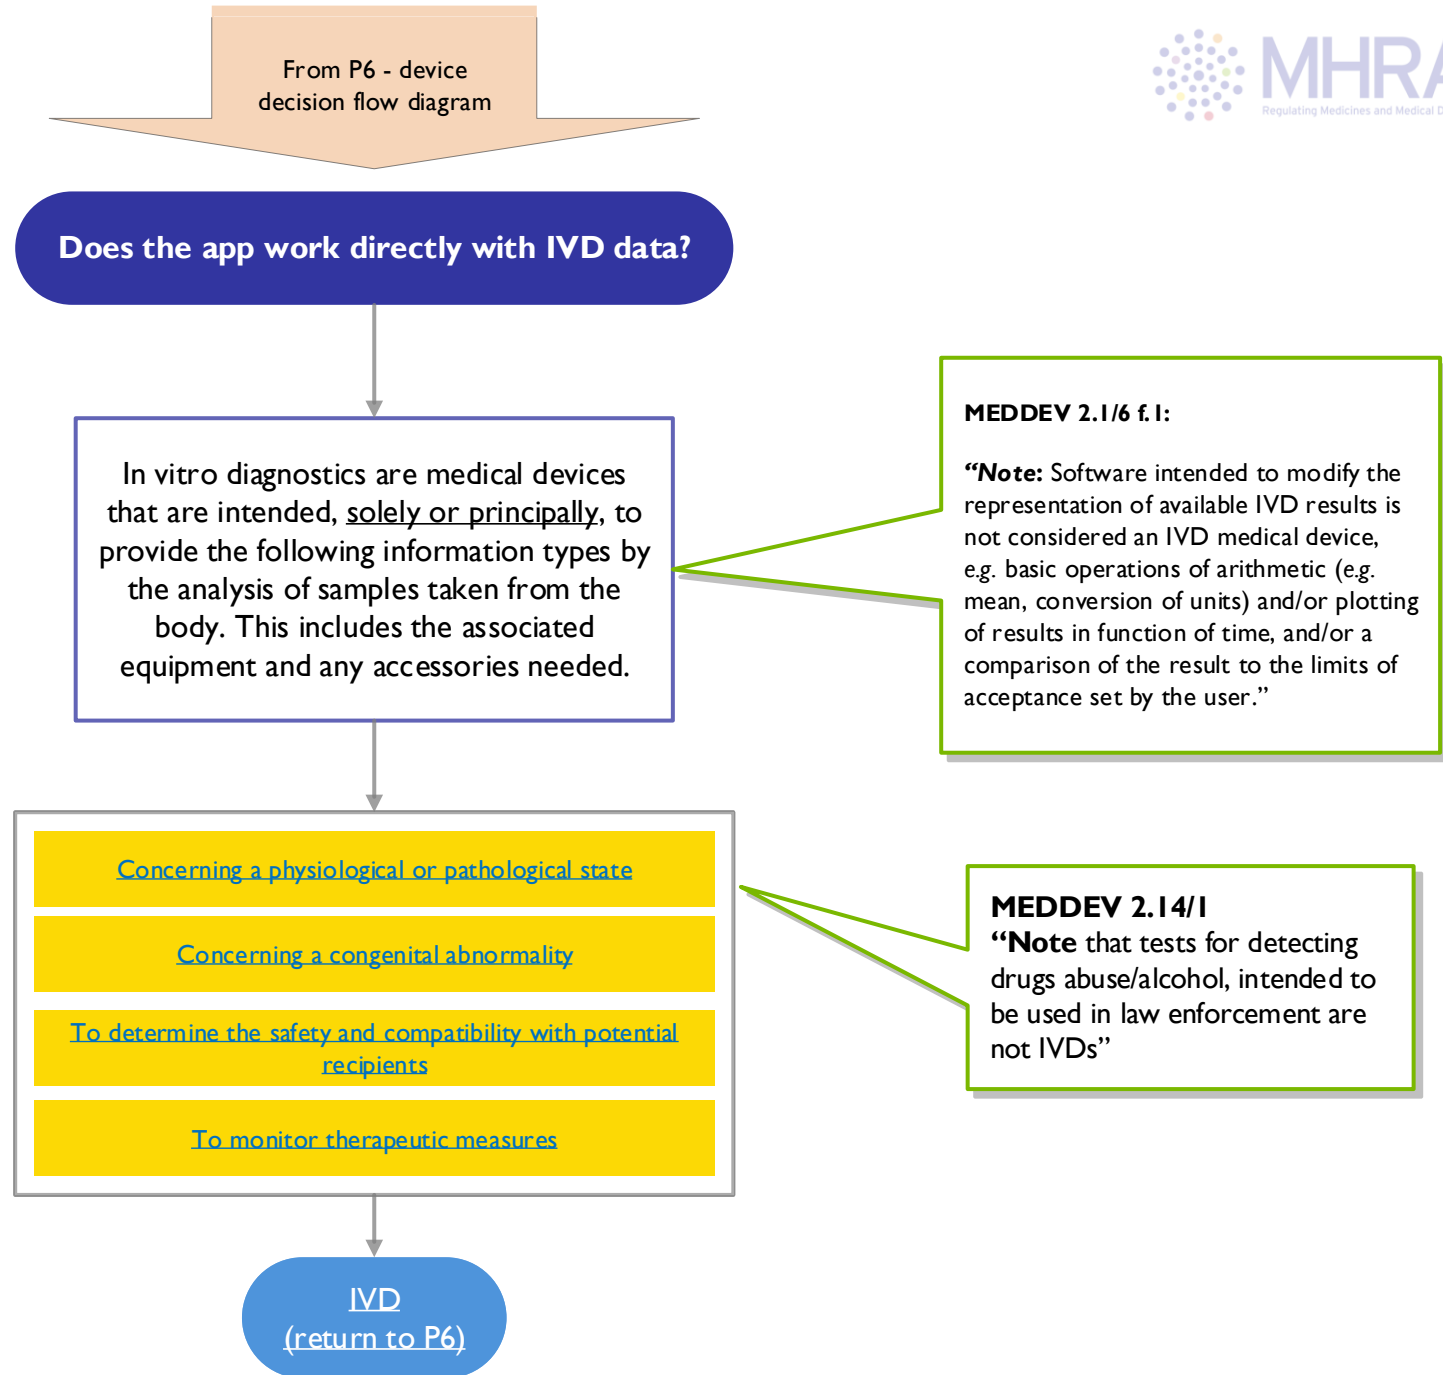 From P6 - device
decision flow diagram
MHRA
Regulating Medicines and Medical D
Does the app work directly with IVD data?
In vitro diagnostics are medical devices
that are intended, solely or principally, to
provide the following information types by
the analysis of samples taken from the
body. This includes the associated
equipment and any accessories needed.
MEDDEV 2.1/6 f.1:
“Note: Software intended to modify the
representation of available IVD results is
not considered an IVD medical device,
e.g. basic operations of arithmetic (e.g.
mean, conversion of units) and/or plotting
of results in function of time, and/or a
comparison of the result to the limits of
acceptance set by the user.”
Concerning a physiological or pathological state
Concerning a congenital abnormality
To determine the safety and compatibility with potential
recipients
To monitor therapeutic measures
MEDDEV 2.14/1
“Note that tests for detecting
drugs abuse/alcohol, intended to
be used in law enforcement are
not IVDs”
IVD
(return to P6)